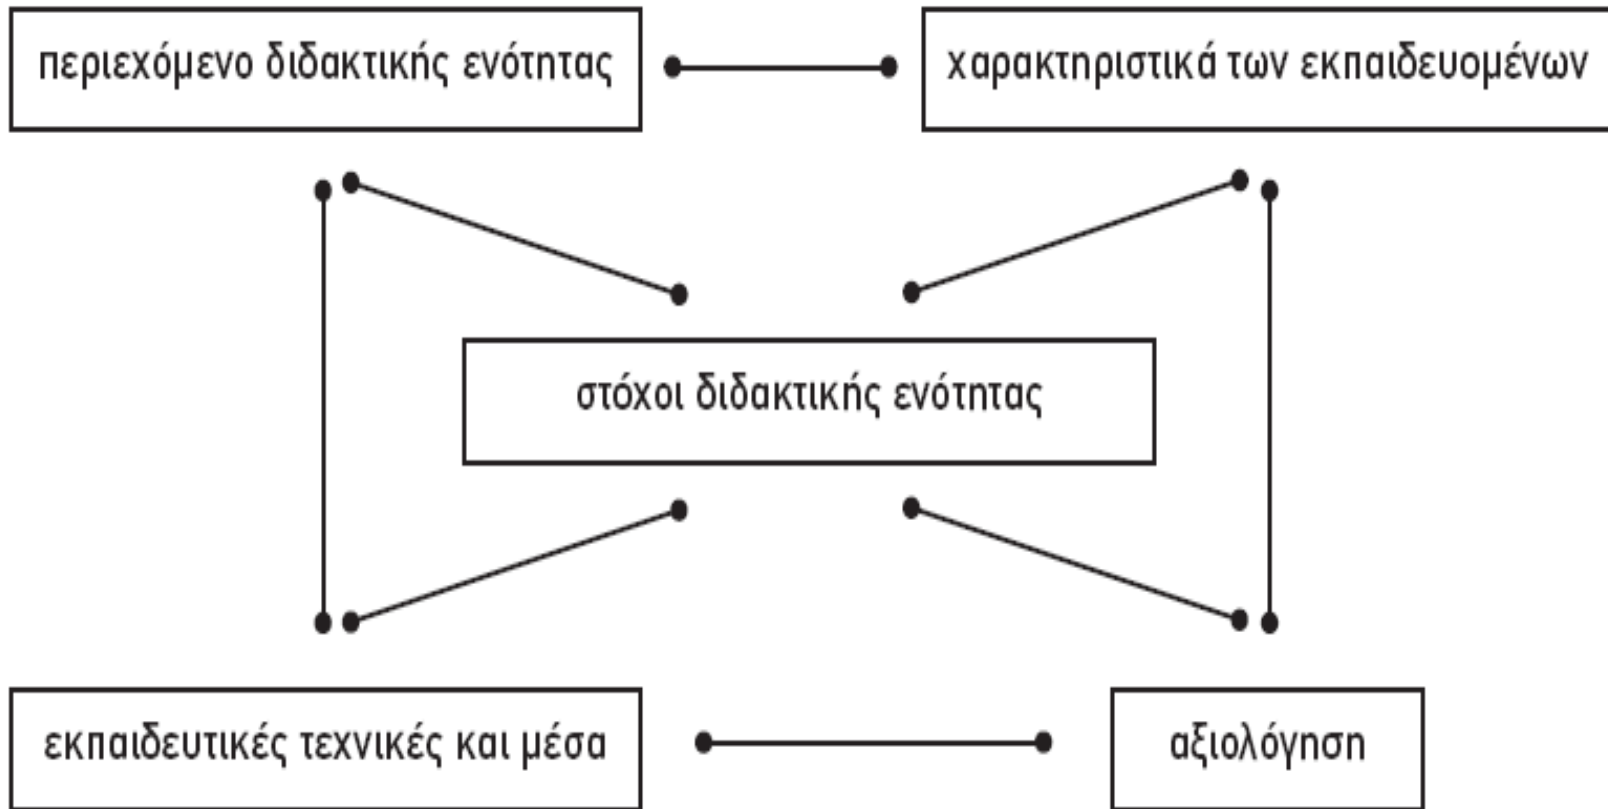 περιεχόμενο διδακτικής ενότητας
χαρακτηριστικά των εκπαιδευομένων
στόχοι διδακτικής ενότητας
εκπαιδευτικές τεχνικές και μέσα
αξιολόγηση